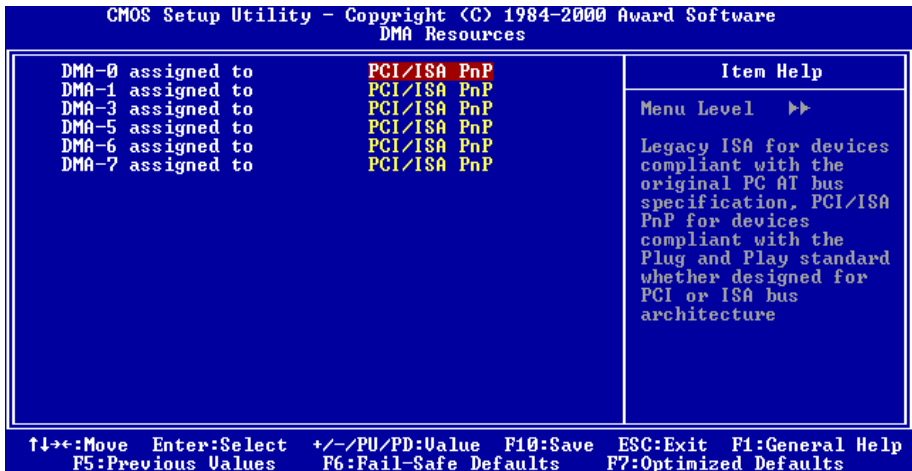 CMOS Setup Utility - Copyright (C) 1984-2000 Award Software
DMA Resources
DMA-0 assigned to PCI/ISA PnP
DMA-1 assigned to PCI/ISA PnP
DMA-3 assigned to PCI/ISA PnP
DMA-5 assigned to PCI/ISA PnP
DMA-6 assigned to PCI/ISA PnP
DMA-7 assigned to PCI/ISA PnP
Item Help
Menu Level ►►
Legacy ISA for devices
compliant with the
original PC AT bus
specification, PCI/ISA
PnP for devices
compliant with the
Plug and Play standard
whether designed for
PCI or ISA bus
architecture
↑↓→←:Move Enter:Select +/-/PU/PD:Value F10:Save ESC:Exit F1:General Help
F5:Previous Values F6:Fail-Safe Defaults F7:Optimized Defaults